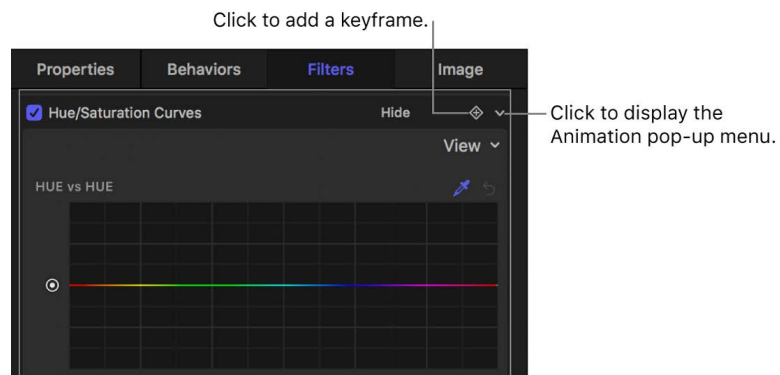 Click to add a keyframe.
Properties Behaviors Filters Image
Hue/Saturation Curves Hide
Click to display the
Animation pop-up menu.
View
HUE vs HUE